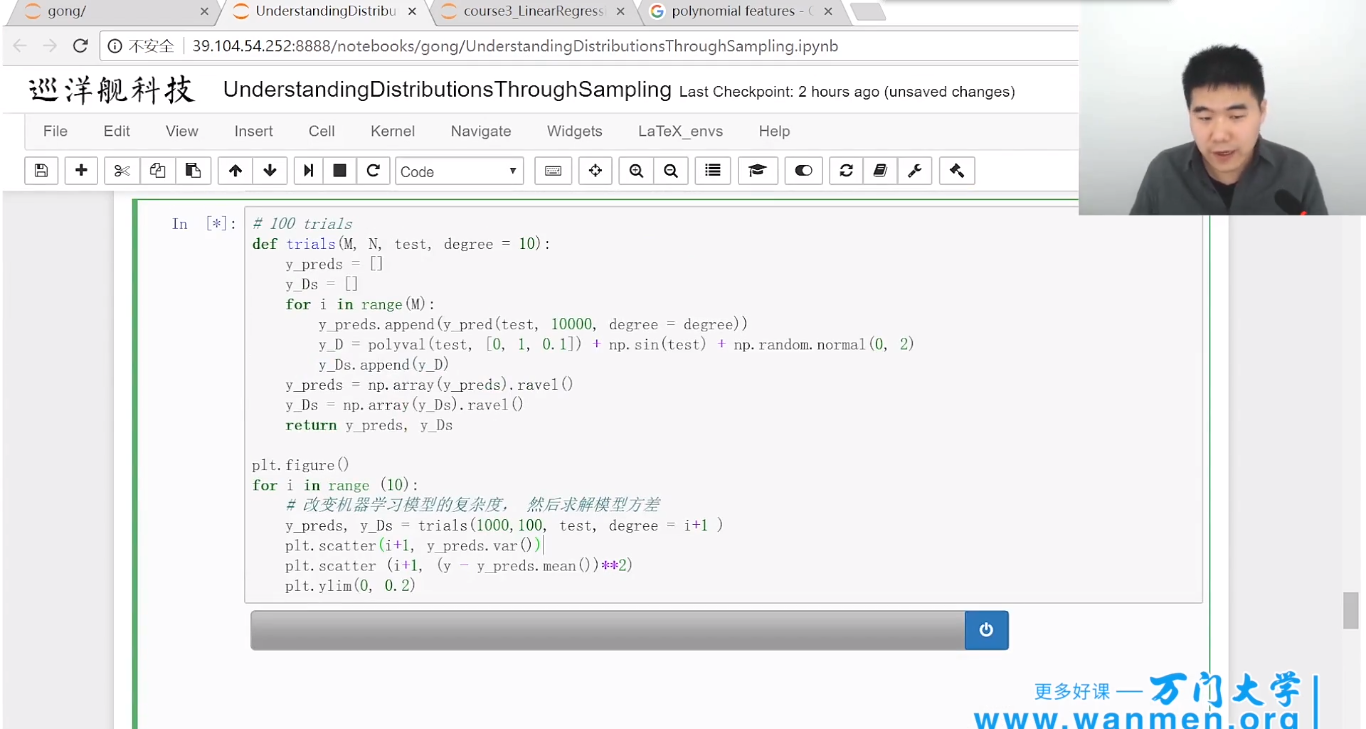 gong/
UnderstandingDistribu
course3_LinearRegress
polynomial features -
不安全
39.104.54.252:8888/notebooks/gong/UnderstandingDistributionsThroughSampling.ipynb
巡洋舰科技
UnderstandingDistributionsThroughSampling Last Checkpoint: 2 hours ago (unsaved changes)
File Edit View Insert Cell Kernel Navigate Widgets LaTeX_envs Help
Code
In [*]:
# 100 trials
def trials(M, N, test, degree = 10):
    y_preds = []
    y_Ds = []
    for i in range(M):
        y_preds.append(y_pred(test, 10000, degree = degree))
        y_D = polyval(test, [0, 1, 0.1]) + np.sin(test) + np.random.normal(0, 2)
        y_Ds.append(y_D)
    y_preds = np.array(y_preds).ravel()
    y_Ds = np.array(y_Ds).ravel()
    return y_preds, y_Ds
plt.figure()
for i in range (10):
    # 改变机器学习模型的复杂度， 然后求解模型方差
    y_preds, y_Ds = trials(1000,100, test, degree = i+1 )
    plt.scatter(i+1, y_preds.var())
    plt.scatter (i+1, (y - y_preds.mean())**2)
    plt.ylim(0, 0.2)
更多好课 — 万门大学
www.wanmen.org